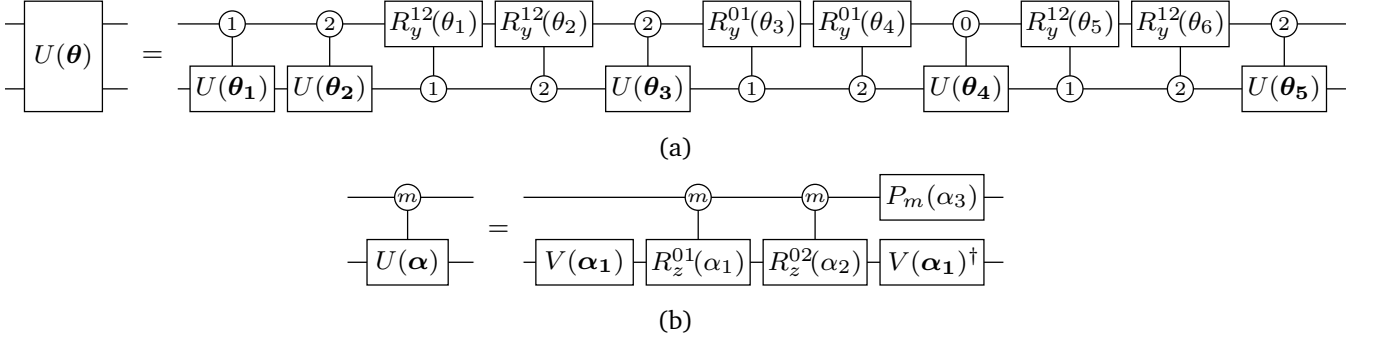 U(θ) = 1 2 R_y^{12}(θ_1) R_y^{12}(θ_2) 2 R_y^{01}(θ_3) R_y^{01}(θ_4) 0 R_y^{12}(θ_5) R_y^{12}(θ_6) 2
U(θ_1) U(θ_2) 1 2 U(θ_3) 1 2 U(θ_4) 1 2 U(θ_5)
(a)
m = m m P_m(α_3)
U(α) V(α_1) R_z^{01}(α_1) R_z^{02}(α_2) V(α_1)^†
(b)